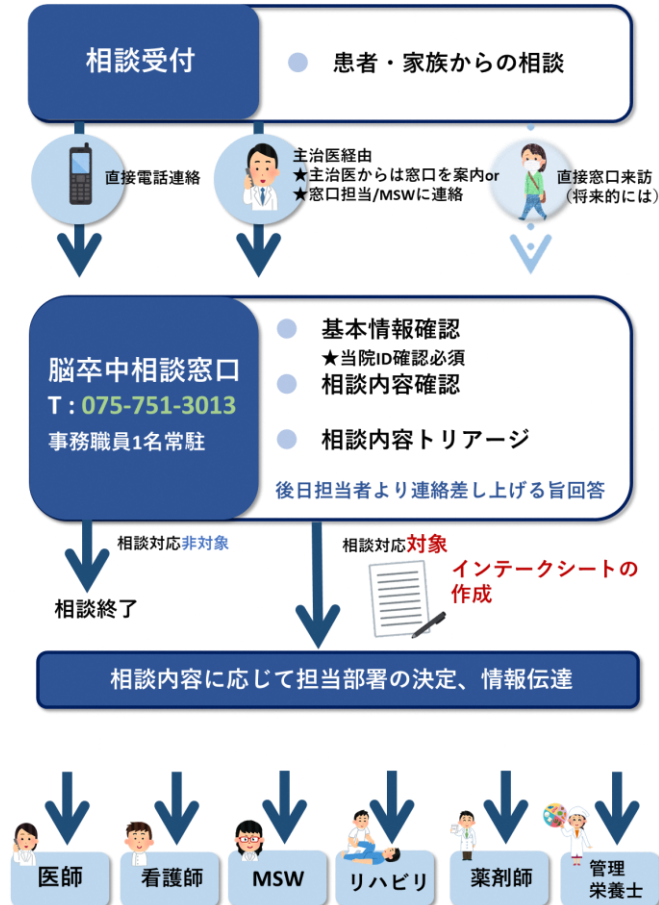 相談受付
患者・家族からの相談
直接電話連絡
主治医経由
★主治医からは窓口を案内or
★窓口担当/MSWに連絡
直接窓口来訪
（将来的には）
脳卒中相談窓口
T：075-751-3013
事務職員1名常駐
基本情報確認
★当院ID確認必須
相談内容確認
相談内容トリアージ
後日担当者より連絡差し上げる旨回答
相談対応非対象
相談終了
相談対応対象
インテークシートの
作成
相談内容に応じて担当部署の決定、情報伝達
医師
看護師
MSW
リハビリ
薬剤師
管理
栄養士